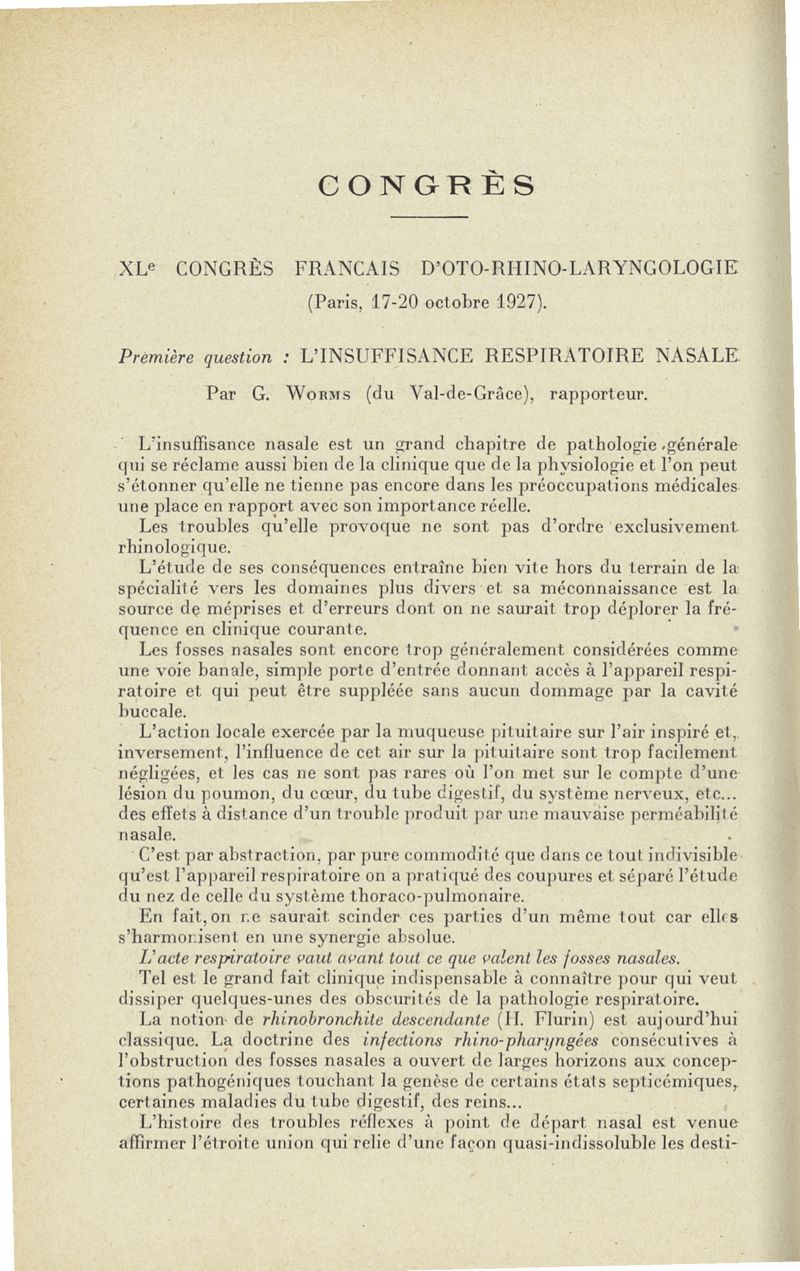 CONGRÈS
XLe CONGRÈS FRANCAIS D'OTO-RHINO-LARYNGOLOGIE
(Paris, 17-20 octobre 1927).
Première question : L'INSUFFISANCE RESPIRATOIRE NASALE
Par G. WORMS (du Val-de-Grâce), rapporteur.
L'insuffisance nasale est un grand chapitre de pathologie générale
qui se réclame aussi bien de la clinique que de la physiologie et l'on peut
s'étonner qu'elle ne tienne pas encore dans les préoccupations médicales
une place en rapport avec son importance réelle.
Les troubles qu'elle provoque ne sont pas d'ordre exclusivement
rhinologique.
L'étude de ses conséquences entraîne bien vite hors du terrain de la
spécialité vers les domaines plus divers et sa méconnaissance est la
source de méprises et d'erreurs dont on ne saurait trop déplorer la fré-
quence en clinique courante.
Les fosses nasales sont encore trop généralement considérées comme
une voie banale, simple porte d'entrée donnant accès à l'appareil respi-
ratoire et qui peut être suppléée sans aucun dommage par la cavité
buccale.
L'action locale exercée par la muqueuse pituitaire sur l'air inspiré et,
inversement, l'influence de cet air sur la pituitaire sont trop facilement
négligées, et les cas ne sont pas rares où l'on met sur le compte d'une
lésion du poumon, du cœur, du tube digestif, du système nerveux, etc...
des effets à distance d'un trouble produit par une mauvaise perméabilité
nasale.
C'est par abstraction, par pure commodité que dans ce tout indivisible
qu'est l'appareil respiratoire on a pratiqué des coupures et séparé l'étude
du nez de celle du système thoraco-pulmonaire.
En fait, on ne saurait scinder ces parties d'un même tout car elles
s'harmonisent en une synergie absolue.
L'acte respiratoire vaut avant tout ce que valent les fosses nasales.
Tel est le grand fait clinique indispensable à connaître pour qui veut
dissiper quelques-unes des obscurités de la pathologie respiratoire.
La notion de rhinobronchite descendante (H. Flurin) est aujourd'hui
classique. La doctrine des infections rhino-pharyngées consécutives à
l'obstruction des fosses nasales a ouvert de larges horizons aux concep-
tions pathogéniques touchant la genèse de certains états septicémiques,
certaines maladies du tube digestif, des reins...
L'histoire des troubles réflexes à point de départ nasal est venue
affirmer l'étroite union qui relie d'une façon quasi-indissoluble les desti-